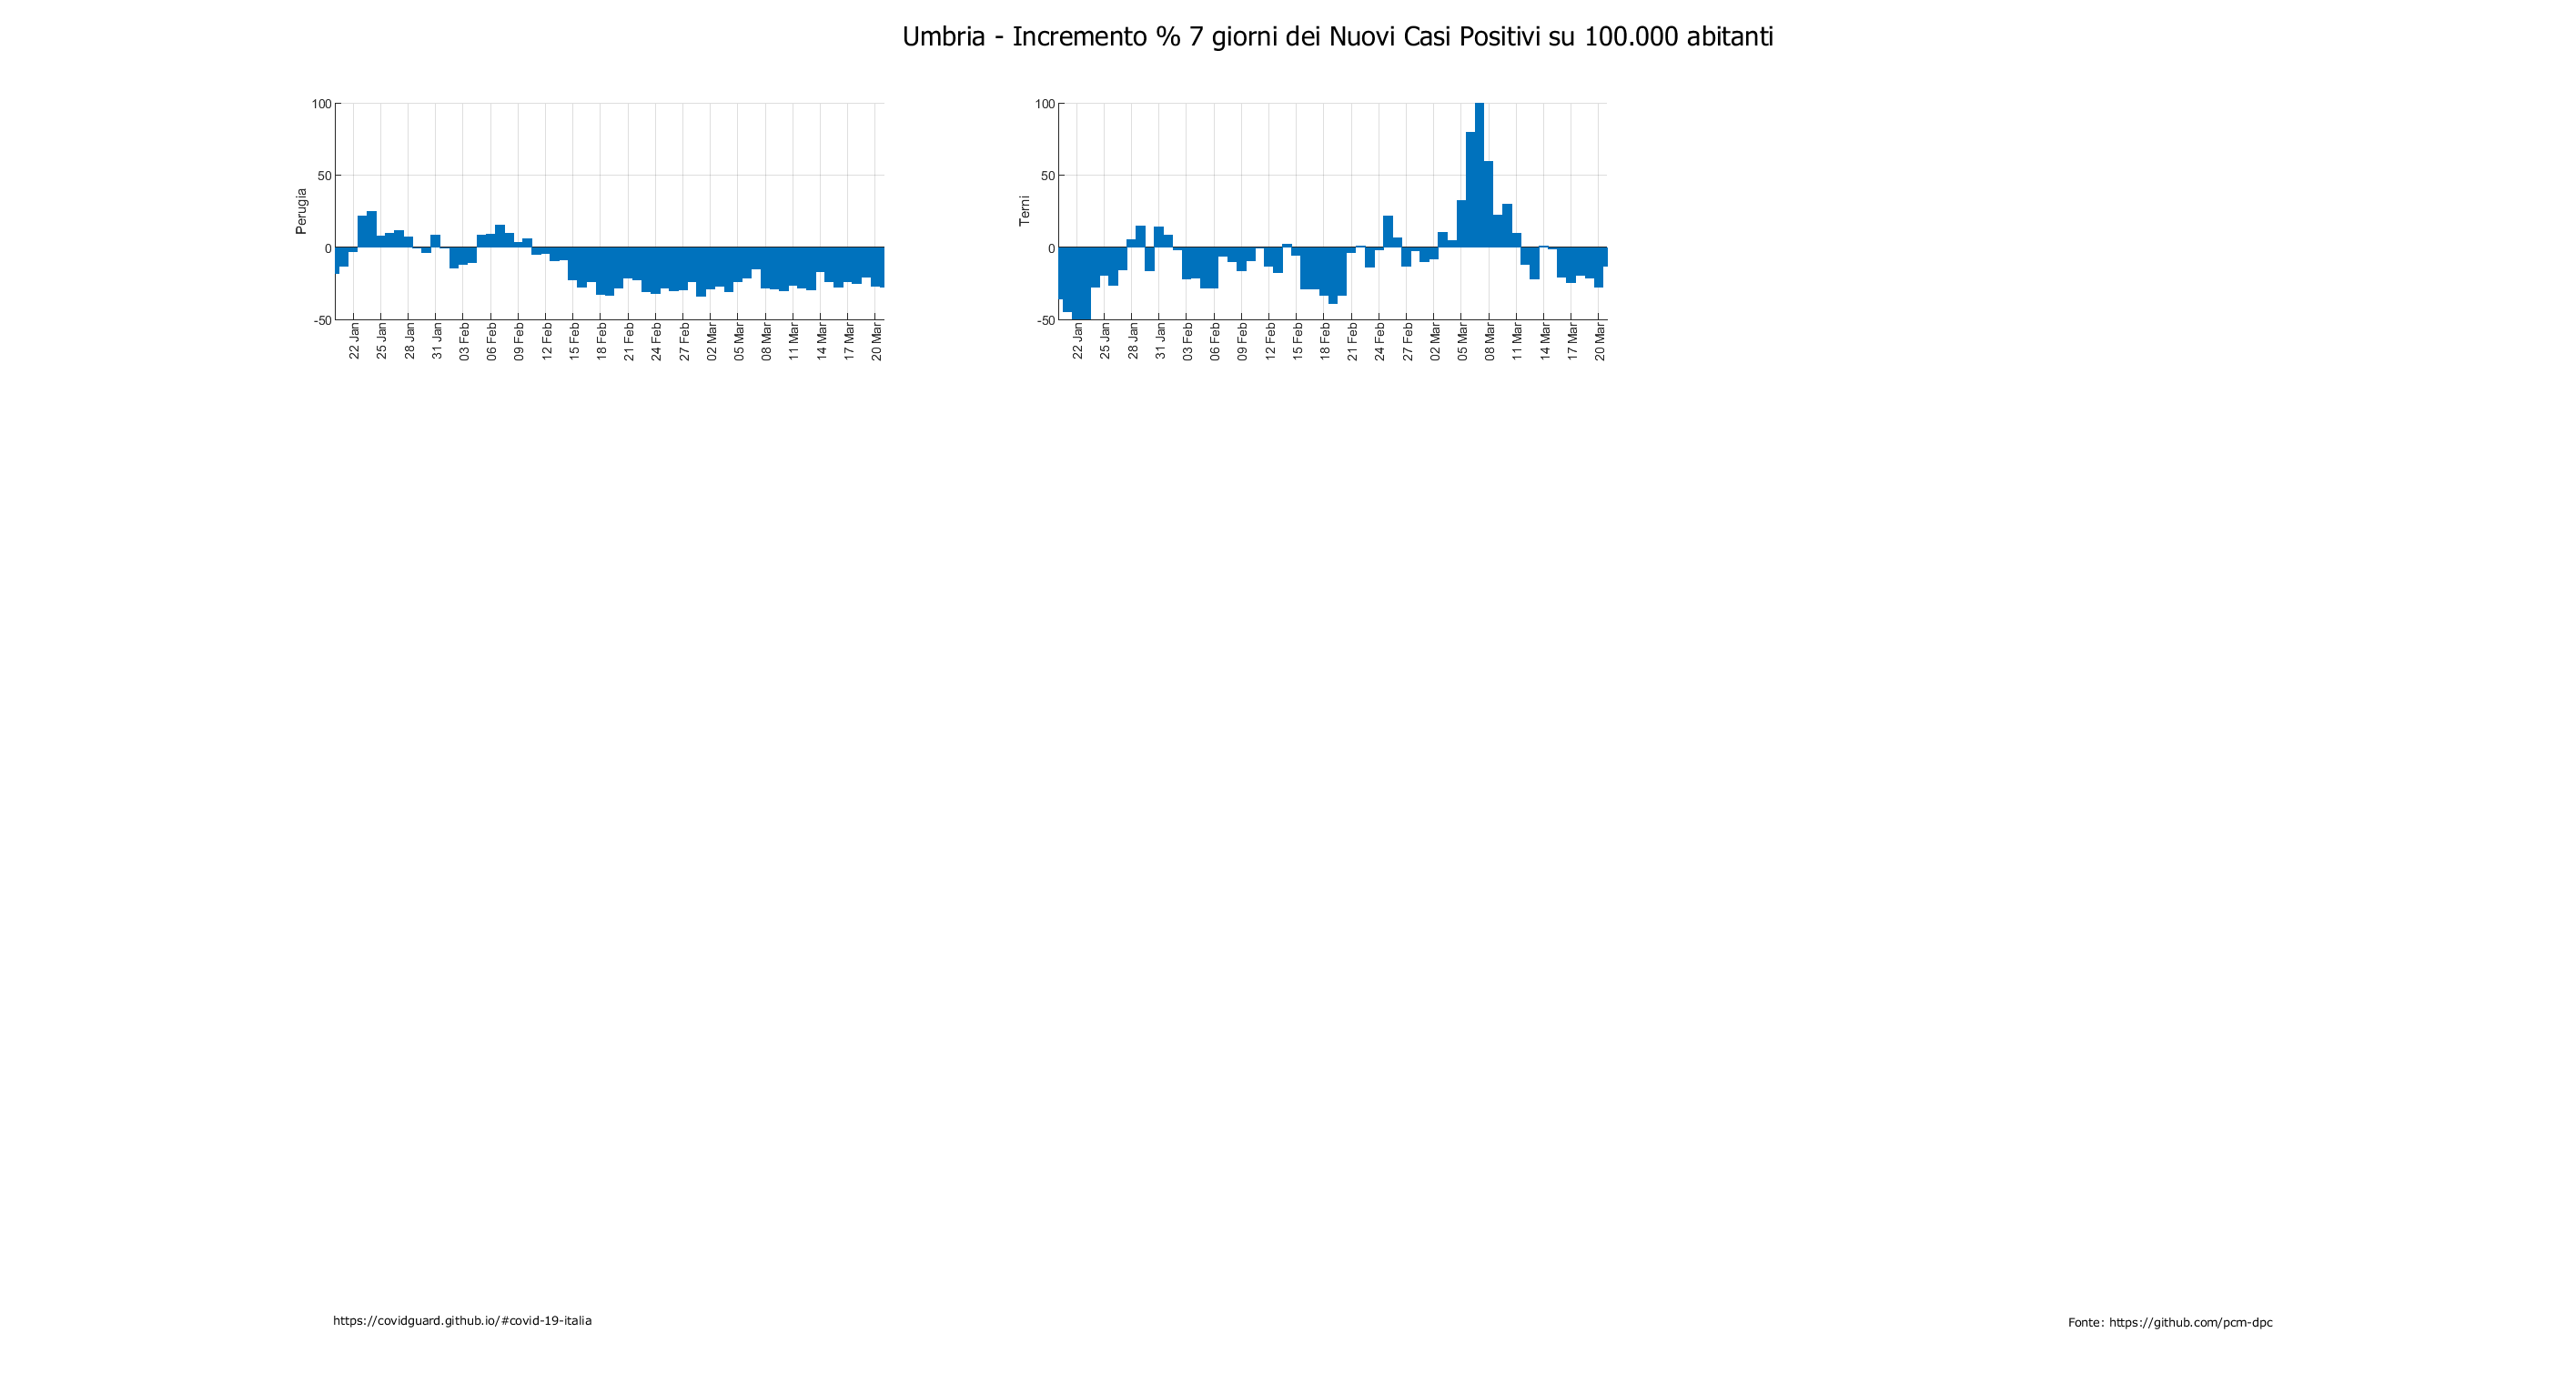 Umbria - Incremento % 7 giorni dei Nuovi Casi Positivi su 100.000 abitanti
Perugia
100
50
0
-50
22 Jan
25 Jan
28 Jan
31 Jan
03 Feb
06 Feb
09 Feb
12 Feb
15 Feb
18 Feb
21 Feb
24 Feb
27 Feb
02 Mar
05 Mar
08 Mar
11 Mar
14 Mar
17 Mar
20 Mar
Terni
100
50
0
-50
22 Jan
25 Jan
28 Jan
31 Jan
03 Feb
06 Feb
09 Feb
12 Feb
15 Feb
18 Feb
21 Feb
24 Feb
27 Feb
02 Mar
05 Mar
08 Mar
11 Mar
14 Mar
17 Mar
20 Mar
https://covidguard.github.io/#covid-19-italia
Fonte: https://github.com/pcm-dpc